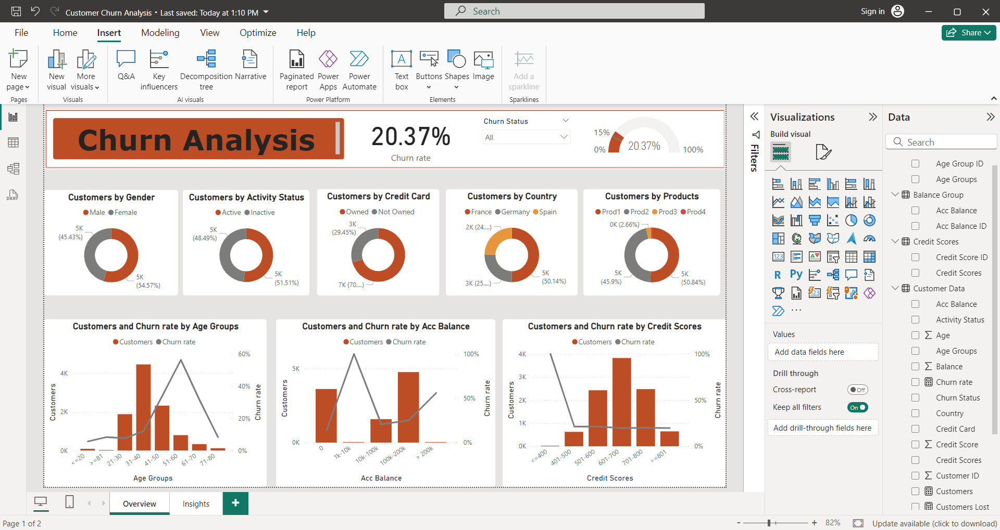 Customer Churn Analysis • Last saved: Today at 1:10 PM
Search
Sign in
File Home Insert Modeling View Optimize Help
Share
New page
New visual
More visuals
Q&A
Key influencers
Decomposition tree
Narrative
Paginated report
Power Apps
Power Automate
Text box
Buttons
Shapes
Image
Add a sparkline
Pages
Visuals
AI visuals
Power Platform
Elements
Sparklines
Churn Analysis
20.37%
Churn rate
Churn Status
All
15%
0%
20.37%
100%
Customers by Gender
Male Female
5K
(45.43%)
5K
(54.57%)
Customers by Activity Status
Active Inactive
5K
(48.49%)
5K
(51.51%)
Customers by Credit Card
Owned Not Owned
3K
(29.45%)
7K (70....)
Customers by Country
France Germany Spain
2K (24....)
3K (25....)
5K
(50.14%)
Customers by Products
Prod1 Prod2 Prod3 Prod4
0K (2.66%)
5K
(45.9%)
5K
(50.84%)
Customers and Churn rate by Age Groups
Customers Churn rate
60%
4K
40%
2K
20%
0K
0%
Customers
Churn rate
<=20 >=81 21-30 31-40 41-50 51-60 61-70 71-80
Age Groups
Customers and Churn rate by Acc Balance
Customers Churn rate
100%
5K
50%
0K
0%
Customers
Churn rate
0 1k-10k 10k-100k 100k-200k > 200k
Acc Balance
Customers and Churn rate by Credit Scores
Customers Churn rate
4K
100%
3K
2K
50%
1K
0K
0%
Customers
Churn rate
<=400 401-500 501-600 601-700 701-800 >=801
Credit Scores
Filters
Visualizations
Build visual
123
R
Py
123
Values
Add data fields here
Drill through
Cross-report
Off
Keep all filters
On
Add drill-through fields here
Data
Search
Age Group ID
Age Groups
Balance Group
Acc Balance
Acc Balance ID
Credit Scores
Credit Score ID
Credit Scores
Customer Data
Acc Balance
Activity Status
Age
Age Groups
Balance
Churn rate
Churn Status
Country
Credit Card
Credit Score
Credit Scores
Customer ID
Customers
Customers Lost
DAX
Overview
Insights
+
Page 1 of 2
- + 82%
Update available (click to download)